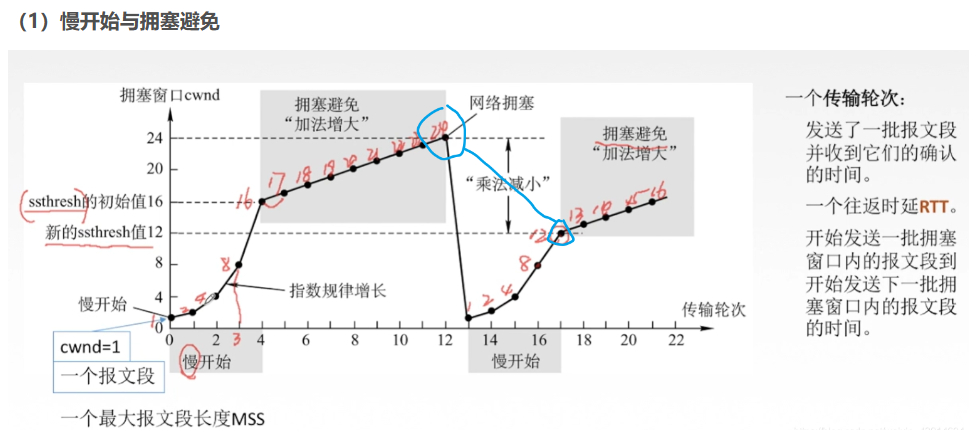 （1）慢开始与拥塞避免
拥塞窗口cwnd
拥塞避免
“加法增大”
网络拥塞
拥塞避免
“加法增大”
“乘法减小”
24
20
ssthresh的初始值16
新的ssthresh值12
8
4
0
16
17
18
19
20
21
24
8
4
2
1
3
12
13
15
16
8
4
2
1
指数规律增长
慢开始
传输轮次
2 4 6 8 10 12 13 14 16 18 20 22
慢开始
慢开始
cwnd=1
一个报文段
一个最大报文段长度MSS
一个传输轮次：
发送了一批报文段
并收到它们的确认
的时间。
一个往返时延RTT。
开始发送一批拥塞
窗口内的报文段到
开始发送下一批拥
塞窗口内的报文段
的时间。